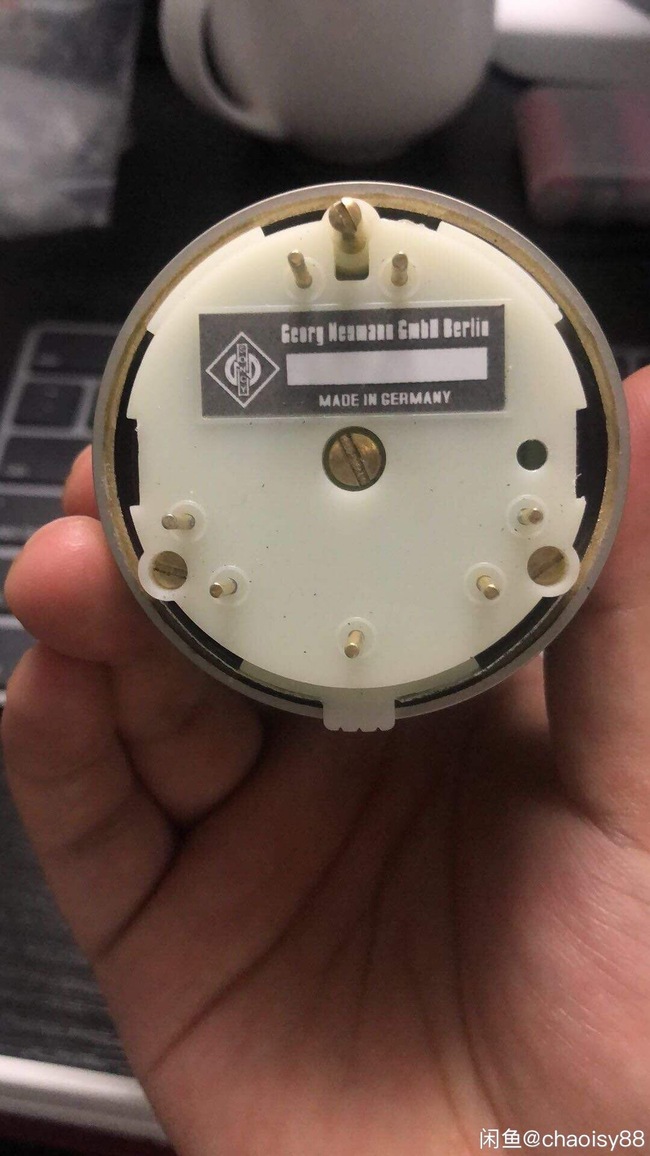 Georg Neumann GmbH Berlin
MADE IN GERMANY
闲鱼@chaoisy88